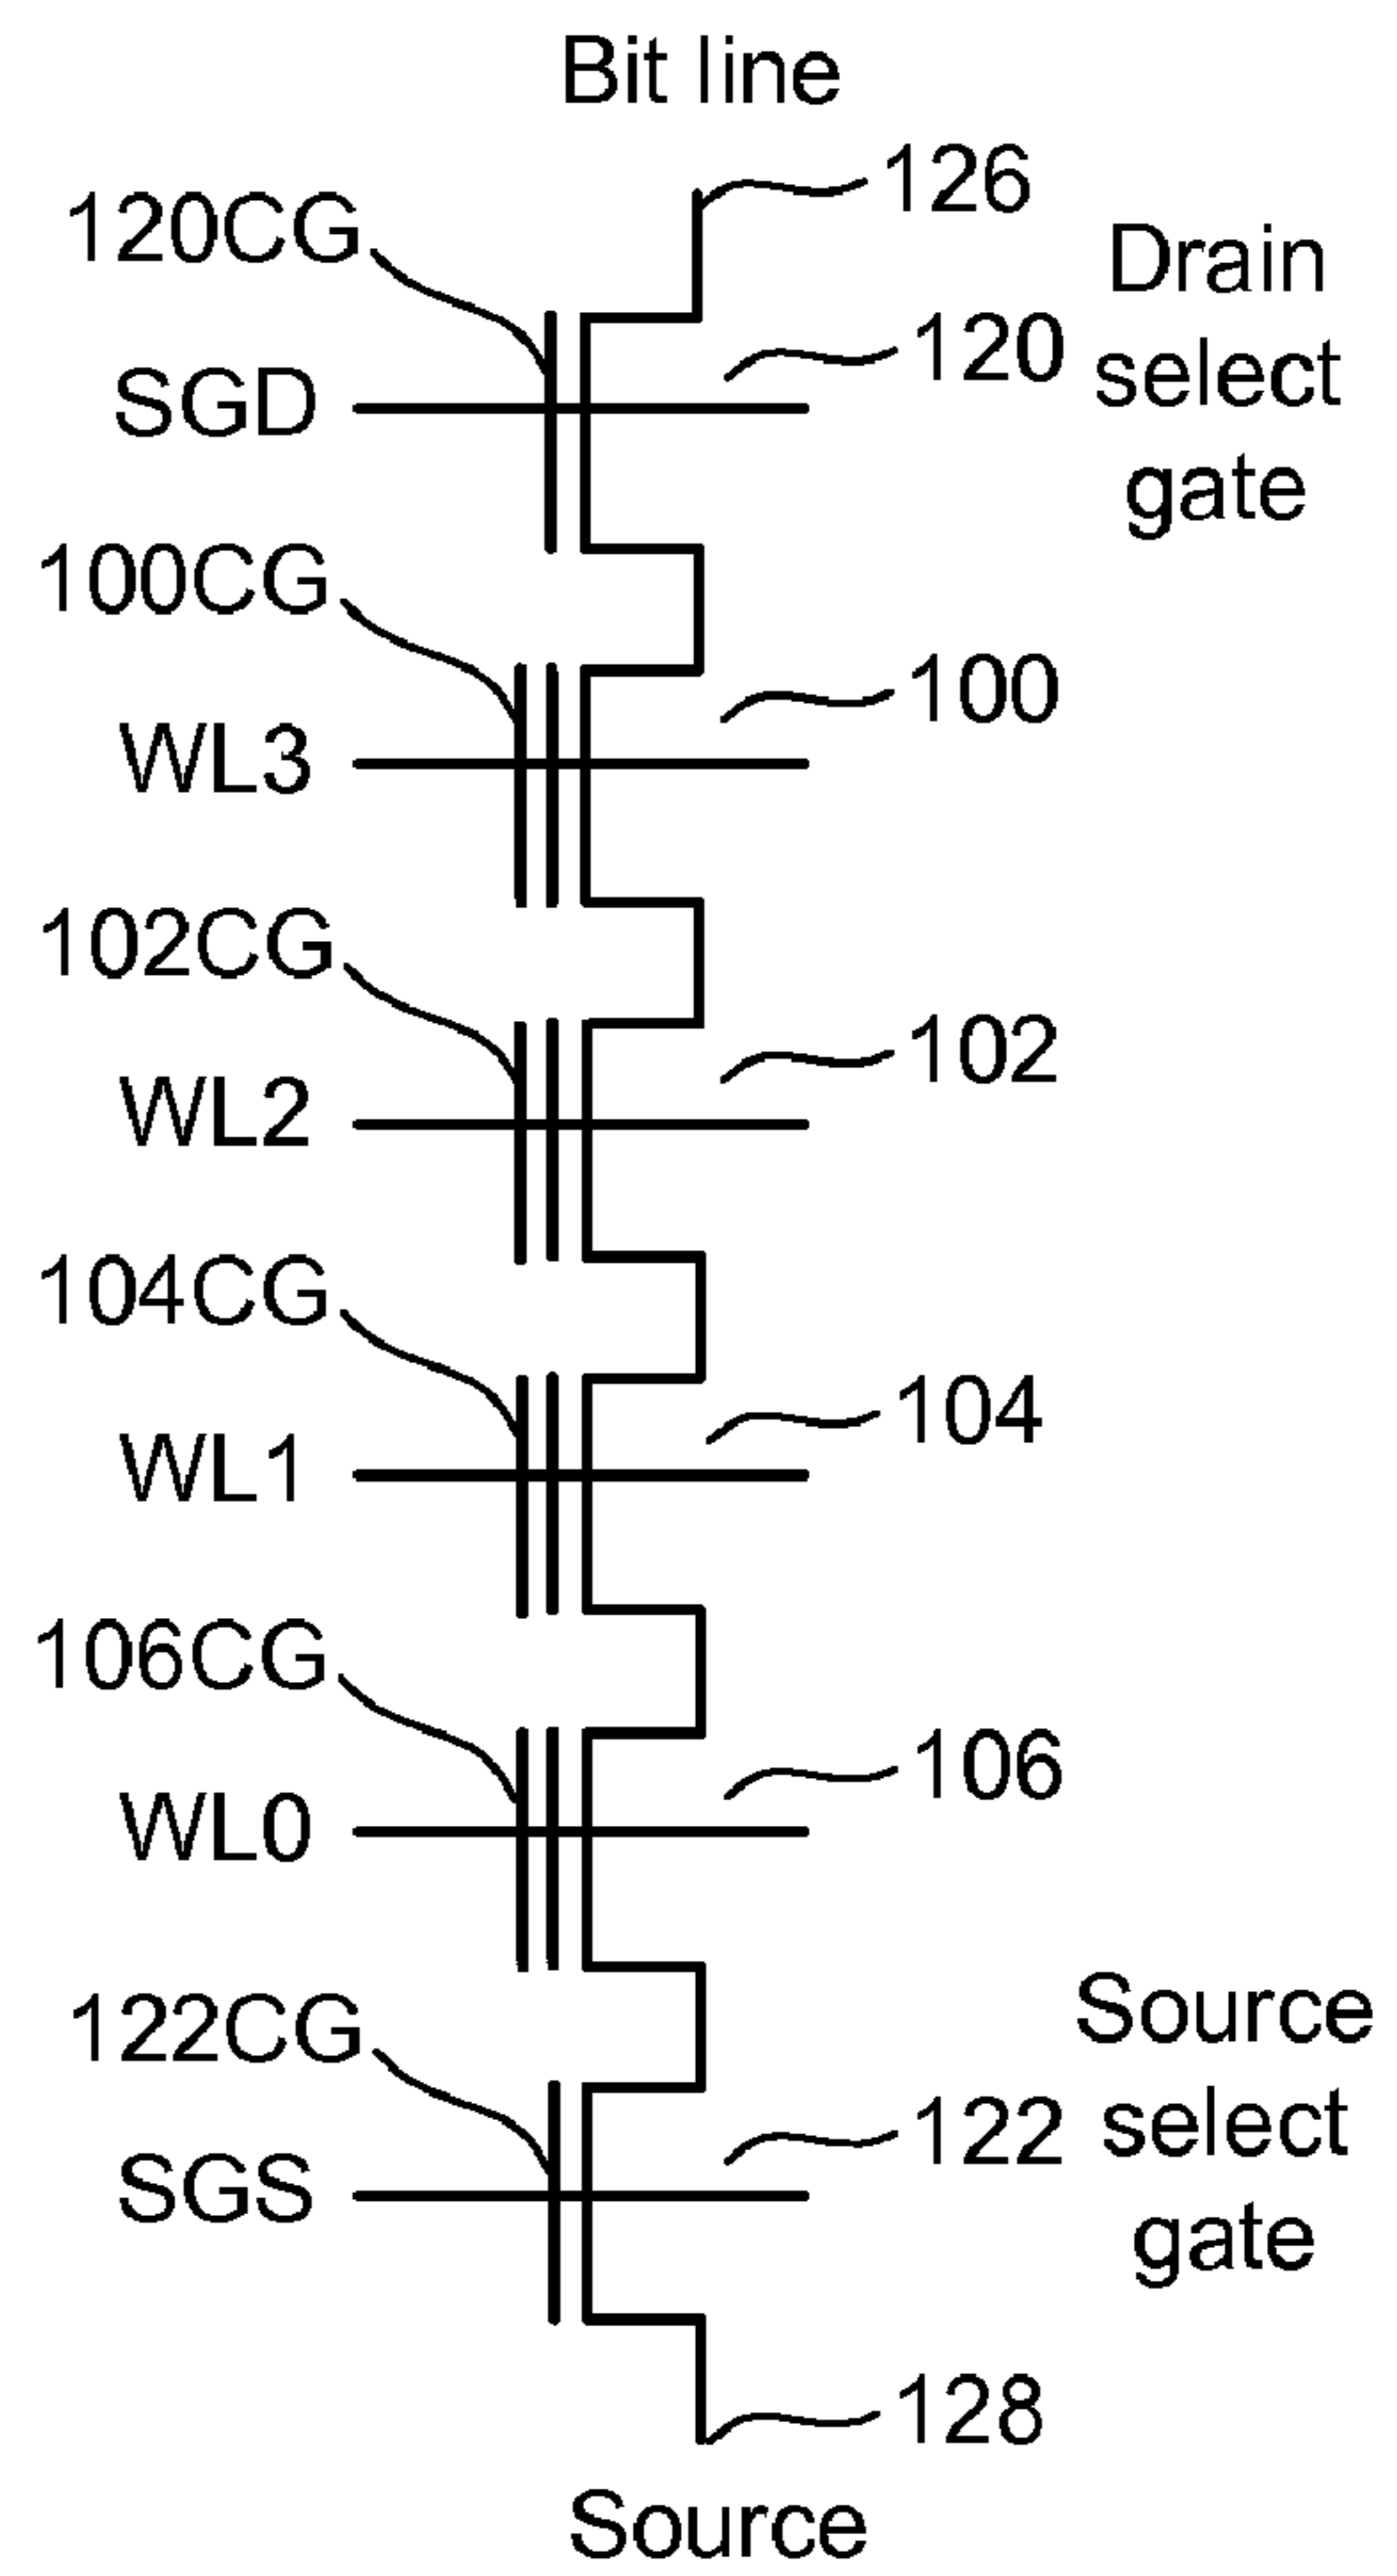 Bit line
126
120CG
Drain
select
gate
120
SGD
100CG
100
WL3
102CG
102
WL2
104CG
104
WL1
106CG
106
WL0
122CG
Source
select
gate
122
SGS
128
Source